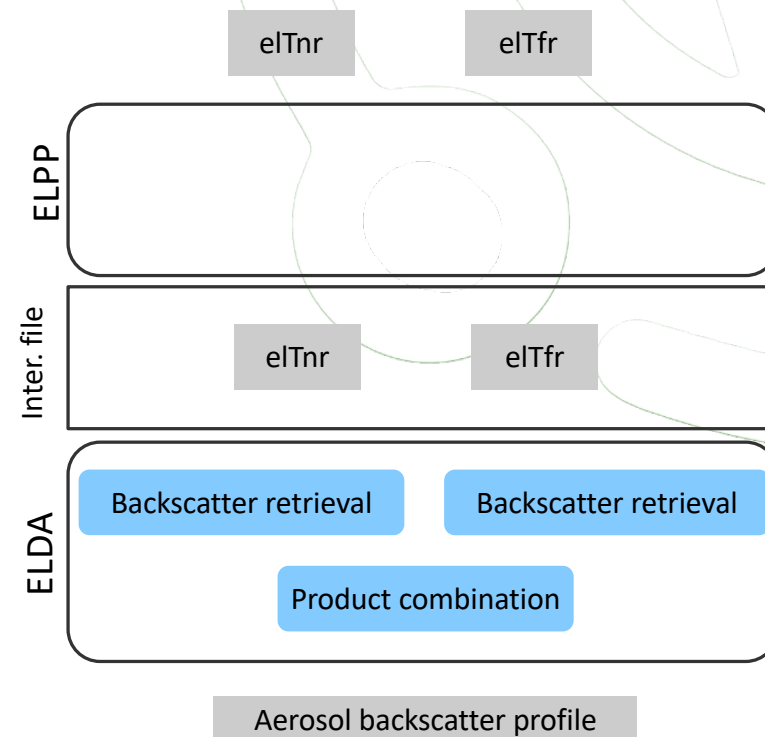 elTnr
elTfr
ELPP
Inter. file
elTnr
elTfr
ELDA
Backscatter retrieval
Backscatter retrieval
Product combination
Aerosol backscatter profile